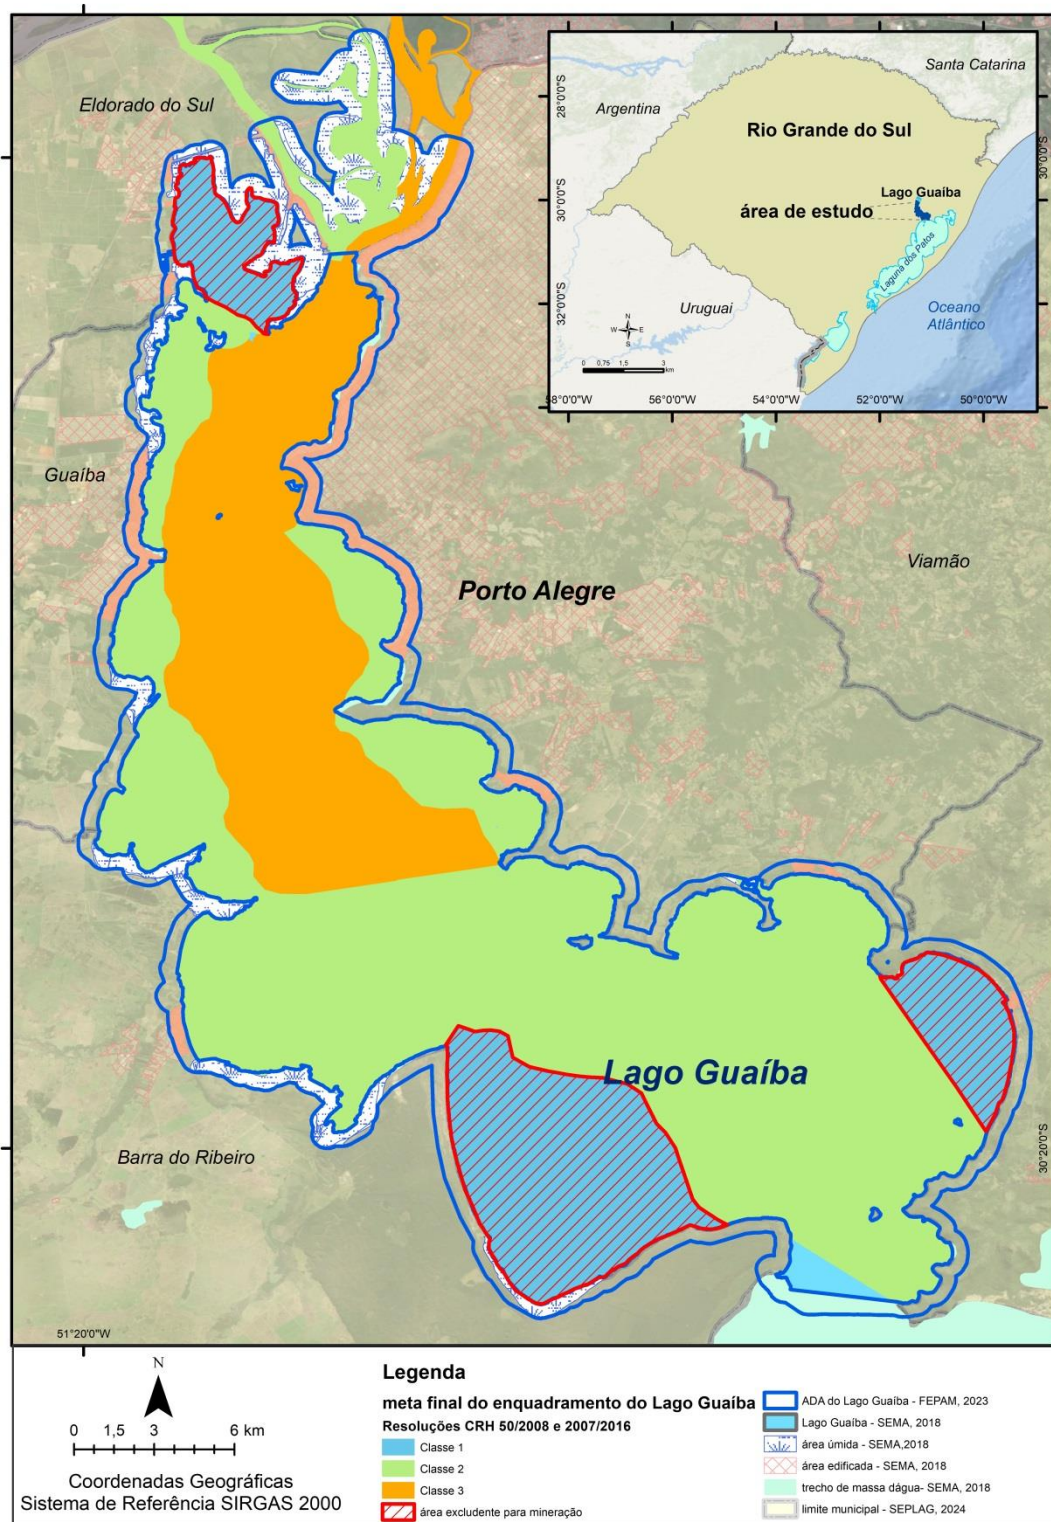 Eldorado do Sul
Guaíba
Porto Alegre
Viamão
Lago Guaíba
Barra do Ribeiro
30°0'0"S
30°20'0"S
51°20'0"W
Santa Catarina
Argentina
Rio Grande do Sul
Lago Guaíba
área de estudo
Laguna dos Patos
Uruguai
Oceano
Atlântico
N
W E
S
0 0,75 1,5 3
km
28°0'0"S
30°0'0"S
32°0'0"S
58°0'0"W
56°0'0"W
54°0'0"W
52°0'0"W
50°0'0"W
N
0 1,5 3 6 km
Coordenadas Geográficas
Sistema de Referência SIRGAS 2000
Legenda
meta final do enquadramento do Lago Guaíba
Resoluções CRH 50/2008 e 2007/2016
Classe 1
Classe 2
Classe 3
área excludente para mineração
ADA do Lago Guaíba - FEPAM, 2023
Lago Guaíba - SEMA, 2018
área úmida - SEMA,2018
área edificada - SEMA, 2018
trecho de massa dágua- SEMA, 2018
limite municipal - SEPLAG, 2024